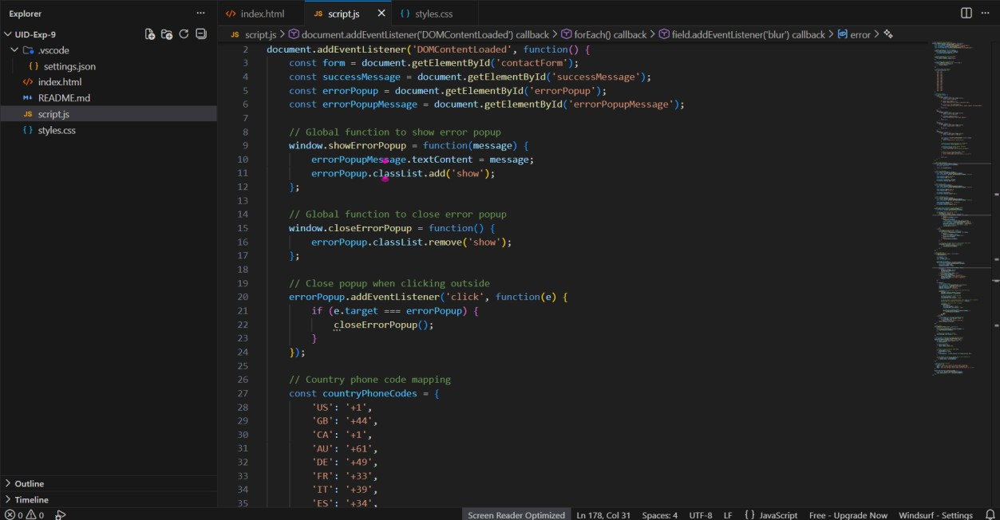 Explorer
index.html
JS script.js
styles.css
UID-Exp-9
.vscode
settings.json
index.html
README.md
JS script.js
styles.css
JS script.js > document.addEventListener('DOMContentLoaded') callback > forEach() callback > field.addEventListener('blur') callback > error >
2 document.addEventListener('DOMContentLoaded', function() {
3 const form = document.getElementById('contactForm');
4 const successMessage = document.getElementById('successMessage');
5 const errorPopup = document.getElementById('errorPopup');
6 const errorPopupMessage = document.getElementById('errorPopupMessage');
7
8 // Global function to show error popup
9 window.showErrorPopup = function(message) {
10 errorPopupMessage.textContent = message;
11 errorPopup.classList.add('show');
12 };
13
14 // Global function to close error popup
15 window.closeErrorPopup = function() {
16 errorPopup.classList.remove('show');
17 };
18
19 // Close popup when clicking outside
20 errorPopup.addEventListener('click', function(e) {
21 if (e.target === errorPopup) {
22 closeErrorPopup();
23 }
24 });
25
26 // Country phone code mapping
27 const countryPhoneCodes = {
28 'US': '+1',
29 'GB': '+44',
30 'CA': '+1',
31 'AU': '+61',
32 'DE': '+49',
33 'FR': '+33',
34 'IT': '+39',
35 'ES': '+34',
Outline
Timeline
0 0
Screen Reader Optimized Ln 178, Col 31 Spaces: 4 UTF-8 LF { } JavaScript Free - Upgrade Now Windsurf - Settings